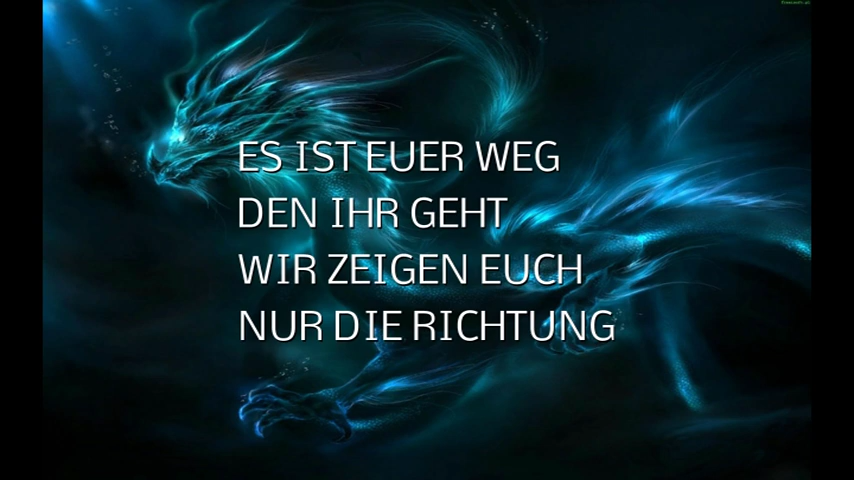 ES IST EUER WEG
DEN IHR GEHT
WIR ZEIGEN EUCH
NUR DIE RICHTUNG